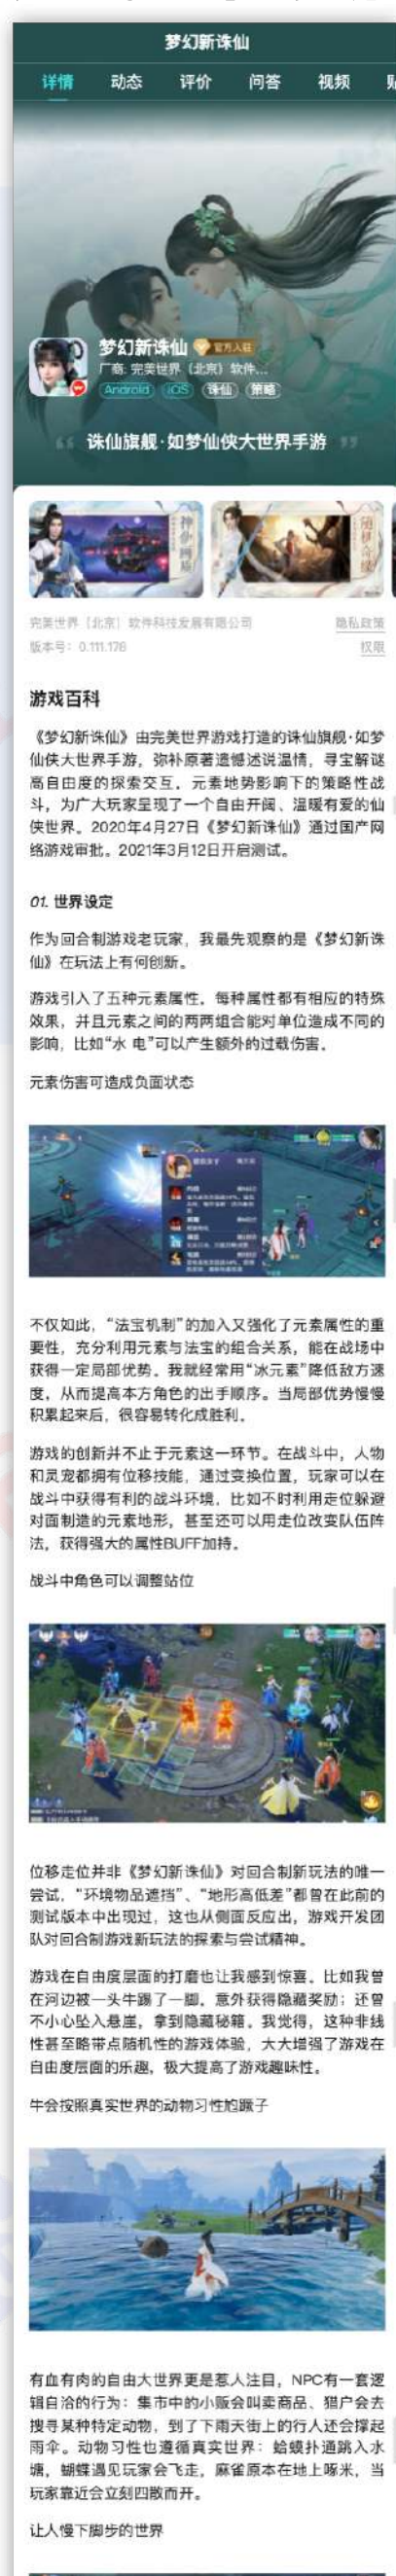 梦幻新诛仙
详情 动态 评价 问答 视频
梦幻新诛仙 官方入驻
厂商: 完美世界（北京）软件...
Android iOS 诛仙 策略
诛仙旗舰·如梦仙侠大世界手游
完美世界（北京）软件科技发展有限公司 隐私政策
版本号: 0.111.178 权限
游戏百科
《梦幻新诛仙》由完美世界游戏打造的诛仙旗舰·如梦
仙侠大世界手游，弥补原著遗憾述说温情，寻宝解谜
高自由度的探索交互，元素地势影响下的策略性战
斗，为广大玩家呈现了一个自由开阔、温暖有爱的仙
侠世界。2020年4月27日《梦幻新诛仙》通过国产网
络游戏审批。2021年3月12日开启测试。
01. 世界设定
作为回合制游戏老玩家，我最先观察的是《梦幻新诛
仙》在玩法上有何创新。
游戏引入了五种元素属性，每种属性都有相应的特殊
效果，并且元素之间的两两组合能对单位造成不同的
影响，比如“水 电”可以产生额外的过载伤害。
元素伤害可造成负面状态
不仅如此，“法宝机制”的加入又强化了元素属性的重
要性，充分利用元素与法宝的组合关系，能在战场中
获得一定局部优势。我就经常用“冰元素”降低敌方速
度，从而提高本方角色的出手顺序。当局部优势慢慢
积累起来后，很容易转化成胜利。
游戏的创新并不止于元素这一环节。在战斗中，人物
和灵宠都拥有位移技能，通过变换位置，玩家可以在
战斗中获得有利的战斗环境，比如不时利用走位躲避
对面制造的元素地形，甚至还可以用走位改变队伍阵
法，获得强大的属性BUFF加持。
战斗中角色可以调整站位
位移走位并非《梦幻新诛仙》对回合制新玩法的唯一
尝试，“环境物品遮挡”、“地形高低差”都曾在此前的
测试版本中出现过，这也从侧面反应出，游戏开发团
队对回合制游戏新玩法的探索与尝试精神。
游戏在自由度层面的打磨也让我感到惊喜。比如我曾
在河边被一头牛踢了一脚，意外获得隐藏奖励；还曾
不小心坠入悬崖，拿到隐藏秘籍。我觉得，这种非线
性甚至略带点随机性的游戏体验，大大增强了游戏在
自由度层面的乐趣，极大提高了游戏趣味性。
牛会按照真实世界的动物习性尥蹶子
有血有肉的自由大世界更是惹人注目，NPC有一套逻
辑自洽的行为：集市中的小贩会叫卖商品、猎户会去
搜寻某种特定动物，到了下雨天街上的行人还会撑起
雨伞。动物习性也遵循真实世界：蛤蟆扑通跳入水
塘，蝴蝶遇见玩家会飞走，麻雀原本在地上啄米，当
玩家靠近会立刻四散而开。
让人慢下脚步的世界